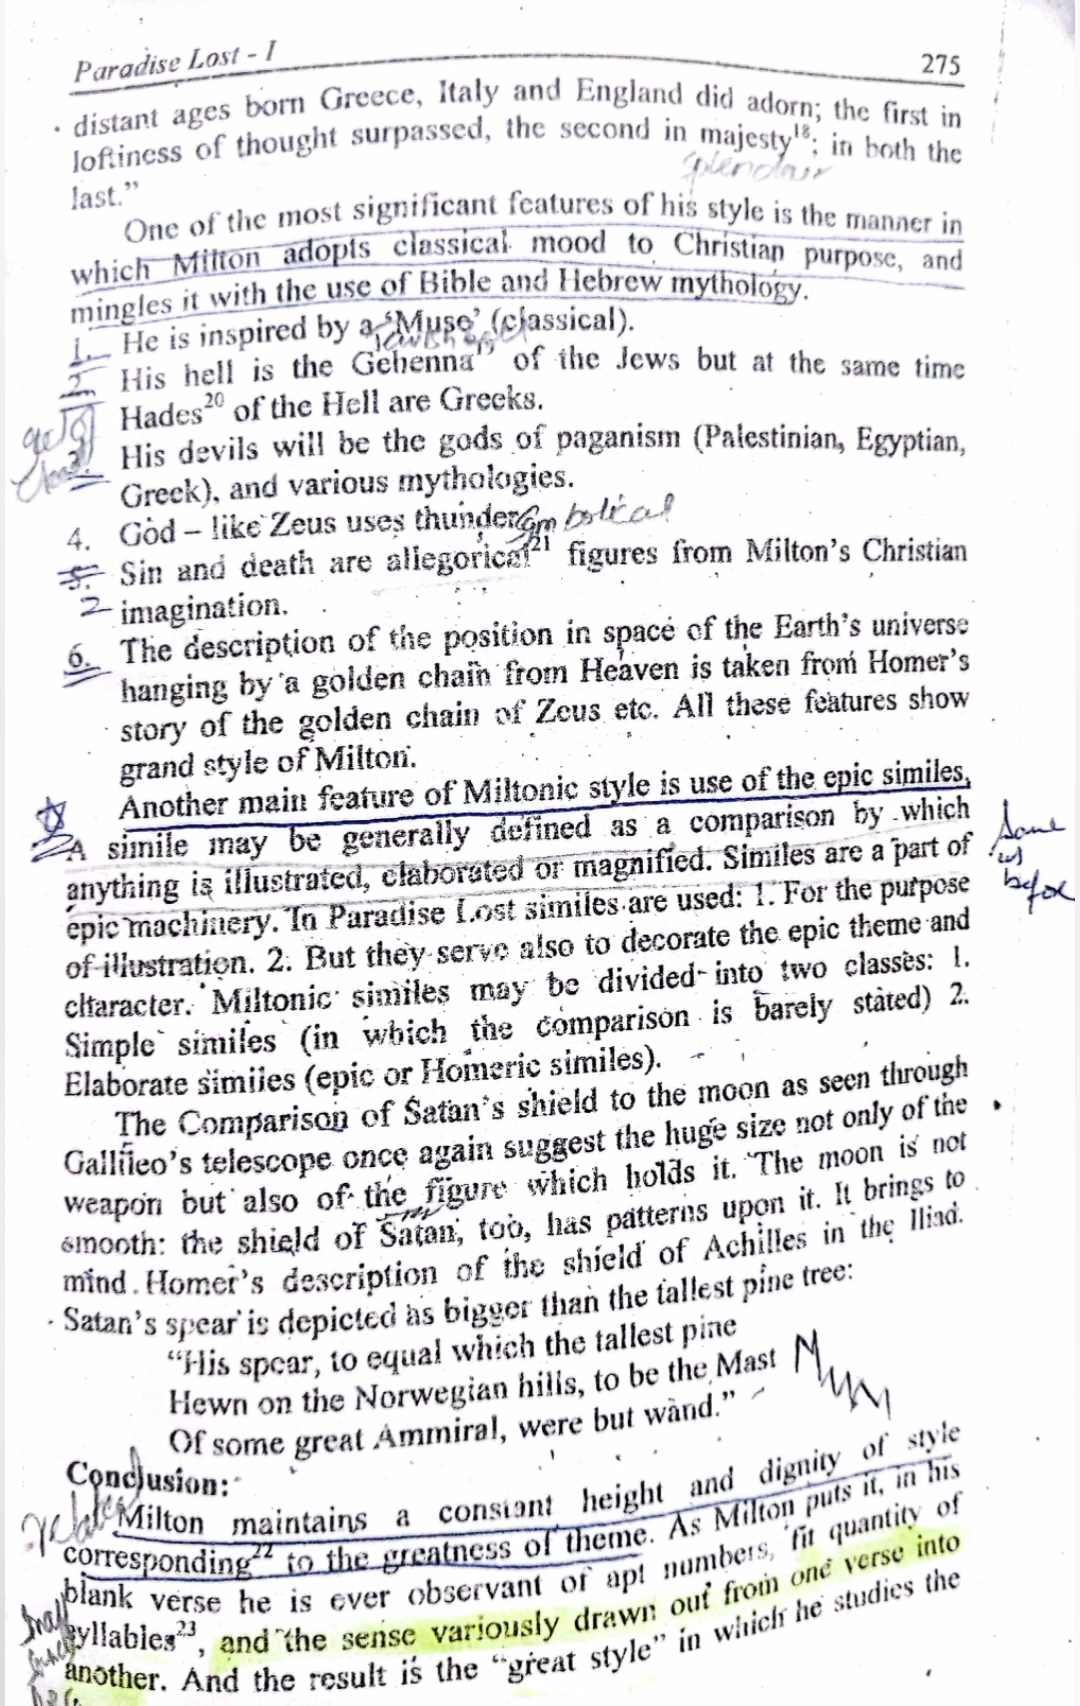 Paradise Lost - I
275
distant ages born Greece, Italy and England did adorn; the first in
loftiness of thought surpassed, the second in majesty18; in both the
splendair
last."
One of the most significant features of his style is the manner in
which Milton adopts classical mood to Christian purpose, and
mingles it with the use of Bible and Hebrew mythology.
1. He is inspired by a 'Muse' (classical).
2. His hell is the Gehenna19 of the Jews but at the same time
Hades20 of the Hell are Greeks.
3. His devils will be the gods of paganism (Palestinian, Egyptian,
Greek), and various mythologies.
4. God – like Zeus uses thunder.
Symbolical
5. Sin and death are allegorical21 figures from Milton's Christian
2 imagination.
6. The description of the position in space of the Earth's universe
hanging by a golden chain from Heaven is taken from Homer's
story of the golden chain of Zeus etc. All these features show
grand style of Milton.
Another main feature of Miltonic style is use of the epic similes,
A simile may be generally defined as a comparison by which
Same
as
before
anything is illustrated, elaborated or magnified. Similes are a part of
epic machinery. In Paradise Lost similes are used: 1. For the purpose
of illustration. 2. But they serve also to decorate the epic theme and
character. Miltonic similes may be divided into two classes: 1.
Simple similes (in which the comparison is barely stated) 2.
Elaborate similes (epic or Homeric similes).
The Comparison of Satan's shield to the moon as seen through
Gallileo's telescope once again suggest the huge size not only of the
weapon but also of the figure which holds it. The moon is not
smooth: the shield of Satan, too, has patterns upon it. It brings to
mind Homer's description of the shield of Achilles in the Iliad.
Satan's spear is depicted as bigger than the tallest pine tree:
"His spear, to equal which the tallest pine
Hewn on the Norwegian hills, to be the Mast
Of some great Ammiral, were but wand."
Conclusion:
relates
Milton maintains a constant height and dignity of style
corresponding22 to the greatness of theme. As Milton puts it, in his
blank verse he is ever observant of apt numbers, 'fit quantity of
syllables23, and the sense variously drawn out from one verse into
another. And the result is the "great style" in which he studies the